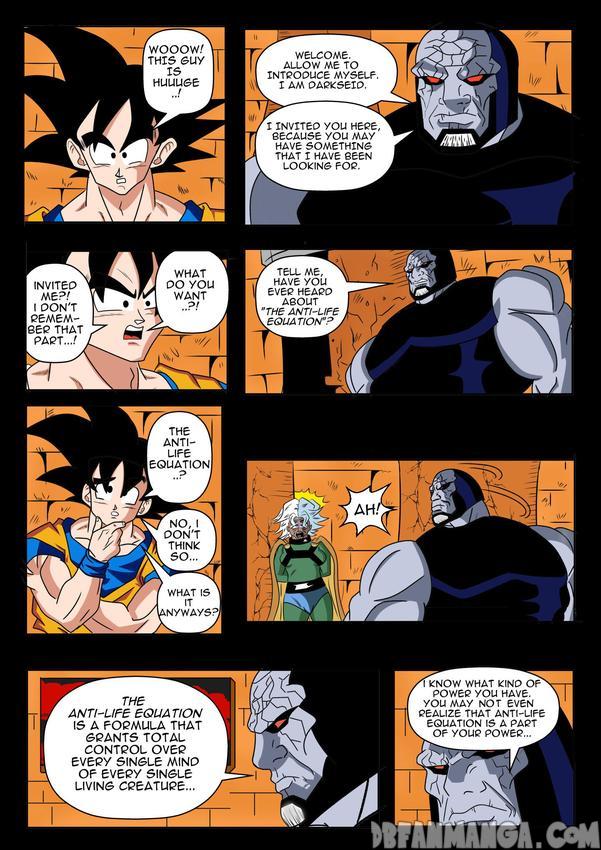 WOOOW!
THIS GUY
IS
HUUUGE
..!
WELCOME.
ALLOW ME TO
INTRODUCE MYSELF.
I AM DARKSEID.
I INVITED YOU HERE,
BECAUSE YOU MAY
HAVE SOMETHING
THAT I HAVE BEEN
LOOKING FOR.
INVITED
ME?!
I DON'T
REMEM-
BER THAT
PART...!
WHAT
DO YOU
WANT
..?!
TELL ME,
HAVE YOU
EVER HEARD
ABOUT
"THE ANTI-LIFE
EQUATION"?
THE
ANTI-
LIFE
EQUATION
..?
NO, I
DON'T
THINK
SO...
WHAT IS
IT
ANYWAYS?
AH!
THE
ANTI-LIFE EQUATION
IS A FORMULA THAT
GRANTS TOTAL
CONTROL OVER
EVERY SINGLE MIND
OF EVERY SINGLE
LIVING CREATURE...
I KNOW WHAT KIND OF
POWER YOU HAVE.
YOU MAY NOT EVEN
REALIZE THAT ANTI-LIFE
EQUATION IS A PART
OF YOUR POWER...
DBFANMANGA.COM